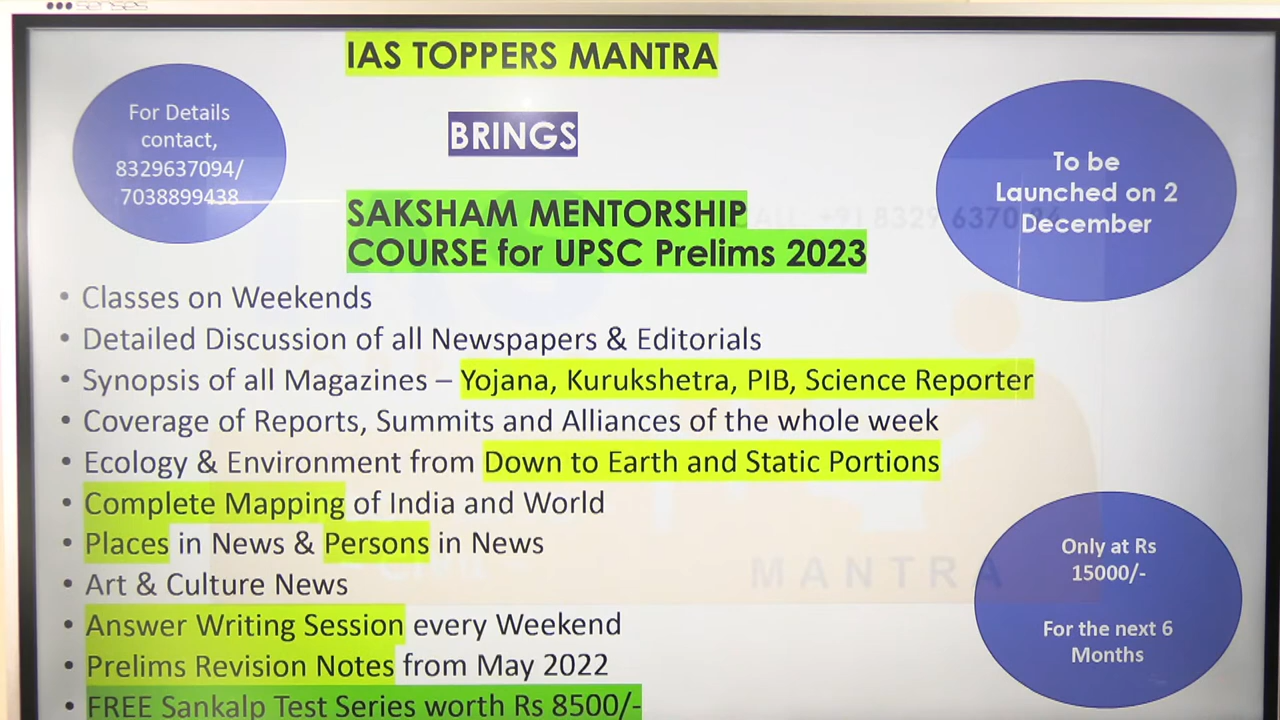 senses
IAS TOPPERS MANTRA
For Details
contact,
8329637094/
7038899438
BRINGS
To be
Launched on 2
December
SAKSHAM MENTORSHIP
COURSE for UPSC Prelims 2023
• Classes on Weekends
• Detailed Discussion of all Newspapers & Editorials
• Synopsis of all Magazines – Yojana, Kurukshetra, PIB, Science Reporter
• Coverage of Reports, Summits and Alliances of the whole week
• Ecology & Environment from Down to Earth and Static Portions
• Complete Mapping of India and World
• Places in News & Persons in News
MANTRA
• Art & Culture News
• Answer Writing Session every Weekend
• Prelims Revision Notes from May 2022
• FREE Sankalp Test Series worth Rs 8500/-
Only at Rs
15000/-
For the next 6
Months